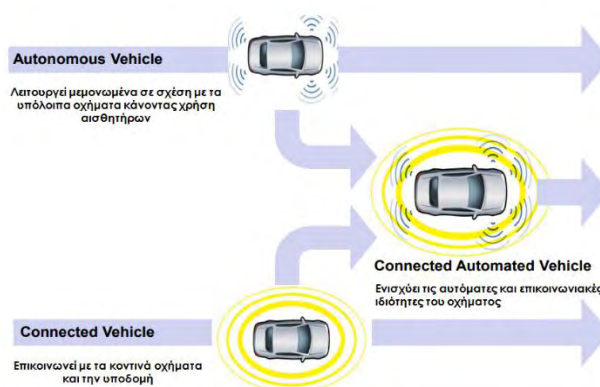 Autonomous Vehicle
Λειτουργεί μεμονωμένα σε σχέση με τα
υπόλοιπα οχήματα κάνοντας χρήση
αισθητήρων
Connected Automated Vehicle
Ενισχύει τις αυτόματες και επικοινωνιακές
ιδιότητες του οχήματος
Connected Vehicle
Επικοινωνεί με τα κοντινά οχήματα
και την υποδομή